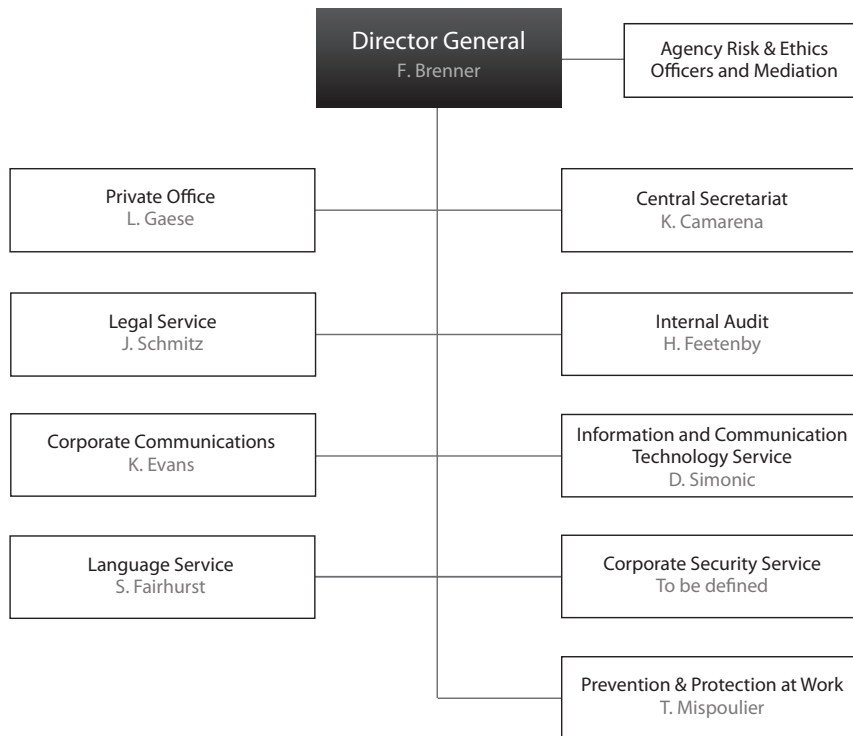 Director General
F. Brenner
Agency Risk & Ethics
Officers and Mediation
Private Office
L. Gaese
Central Secretariat
K. Camarena
Legal Service
J. Schmitz
Internal Audit
H. Feetenby
Corporate Communications
K. Evans
Information and Communication
Technology Service
D. Simonic
Language Service
S. Fairhurst
Corporate Security Service
To be defined
Prevention & Protection at Work
T. Mispoulier